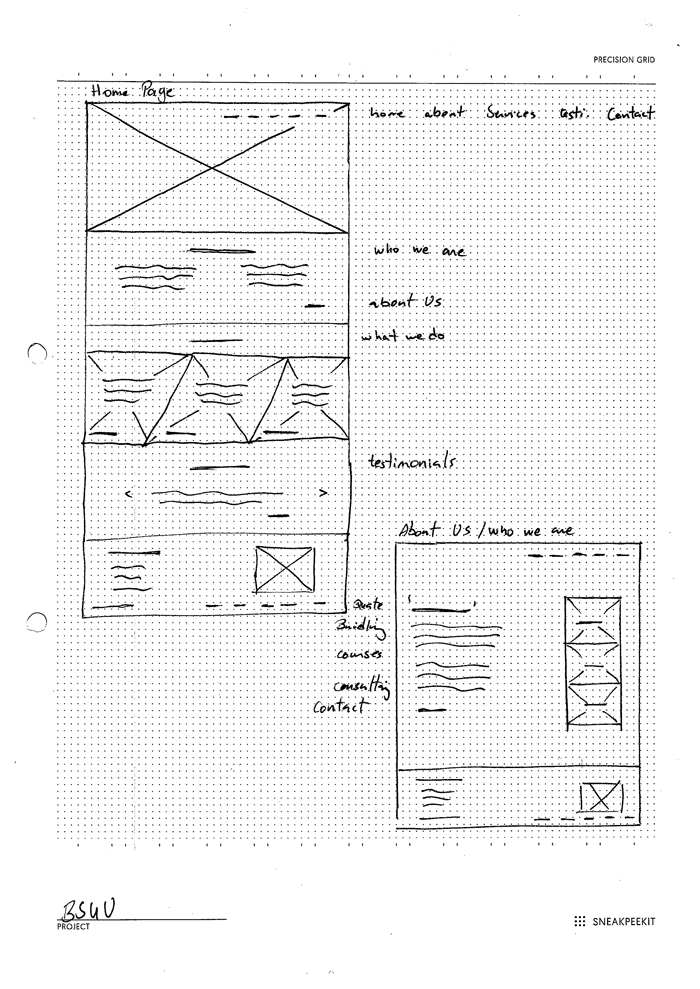 PRECISION GRID
Home Page
home about Services testi. Contact
who we are
about Us
what we do
testimonials
About Us / who we are
Quote
Building
courses
consulting
Contact
BS4U
PROJECT
SNEAKPEEKIT